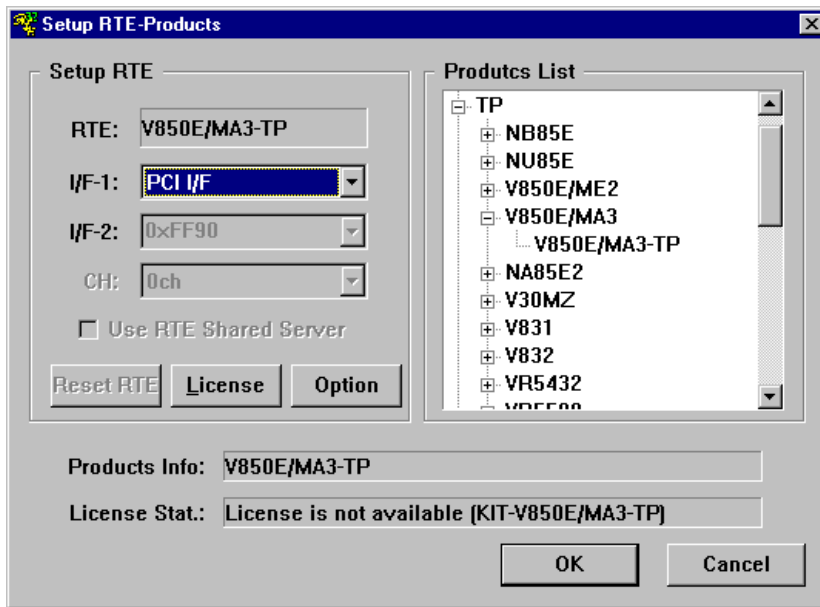 Setup RTE-Products
Setup RTE
RTE: V850E/MA3-TP
I/F-1: PCI I/F
I/F-2: 0xFF90
CH: 0ch
Use RTE Shared Server
Reset RTE License Option
Produtcs List
TP
NB85E
NU85E
V850E/ME2
V850E/MA3
V850E/MA3-TP
NA85E2
V30MZ
V831
V832
VR5432
Products Info: V850E/MA3-TP
License Stat.: License is not available (KIT-V850E/MA3-TP)
OK Cancel